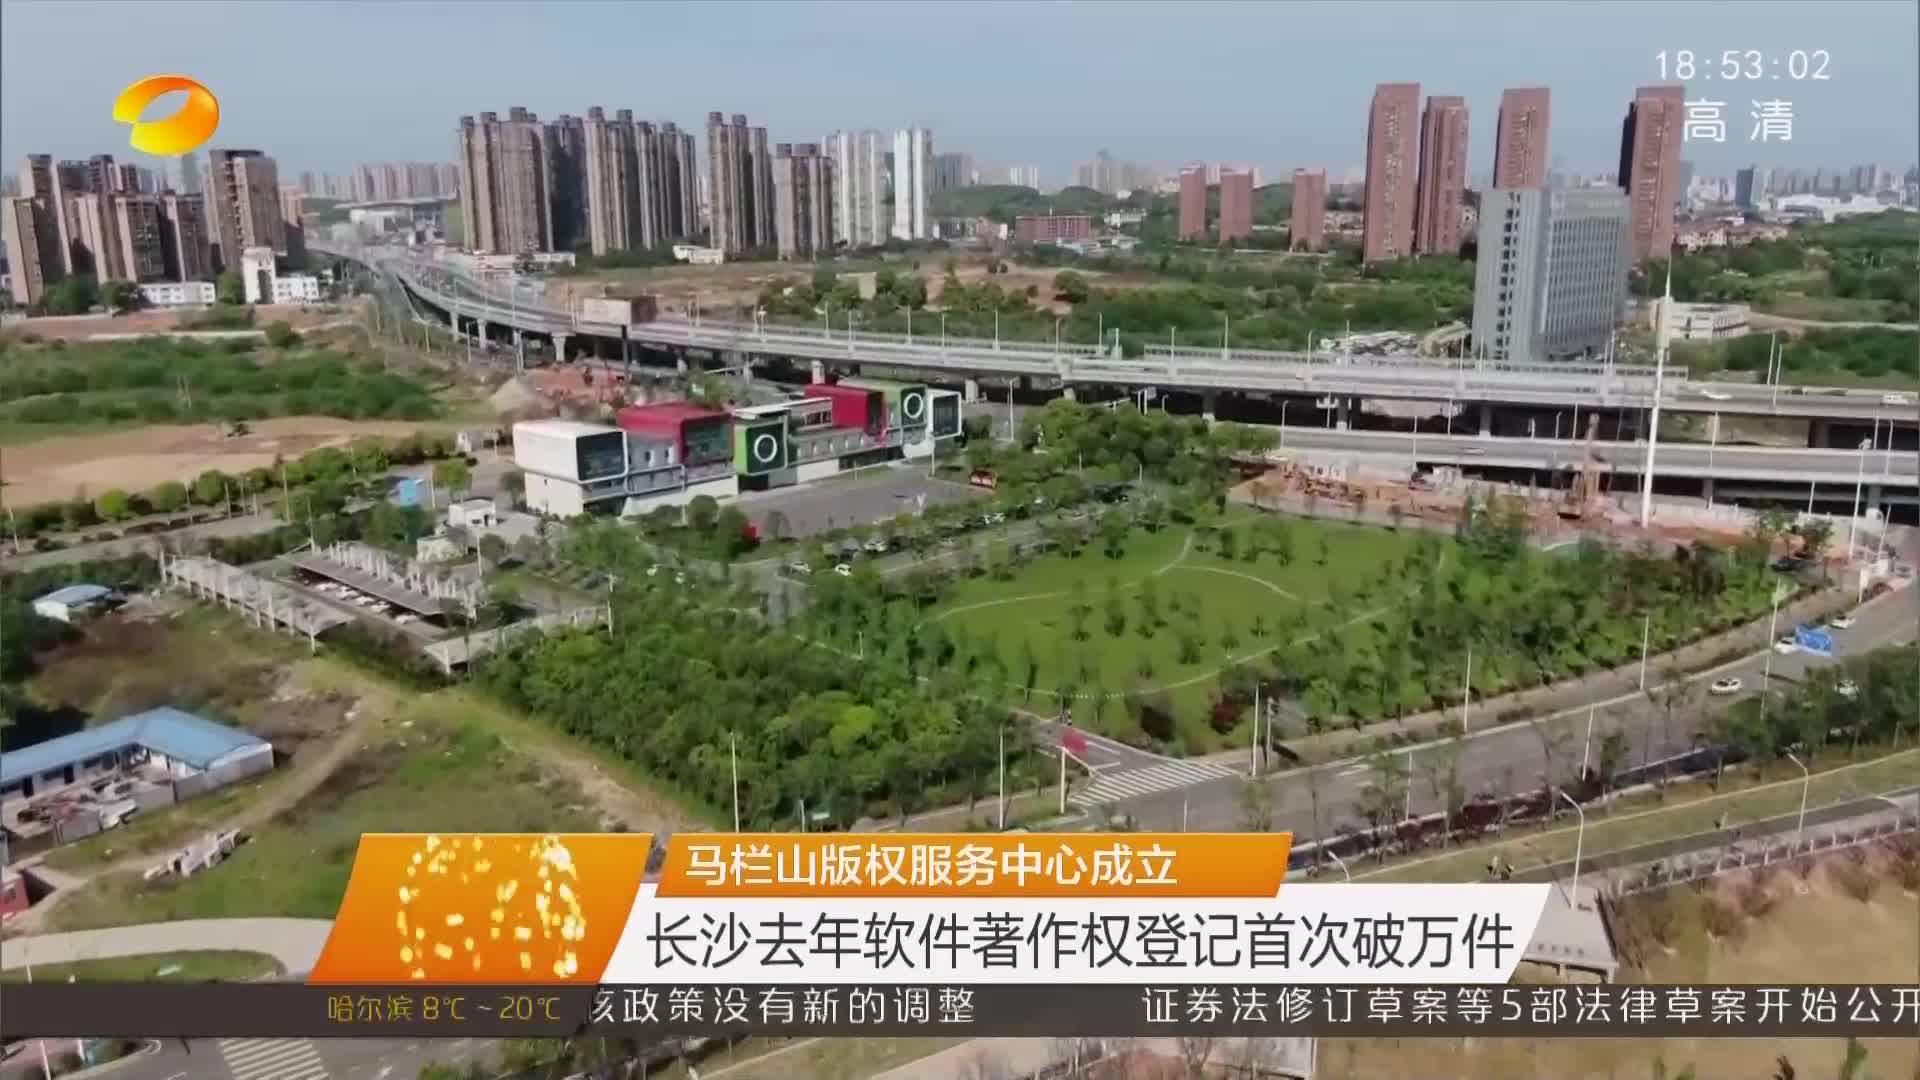 18:53:02
高清
马栏山版权服务中心成立
长沙去年软件著作权登记首次破万件
哈尔滨 8℃ ~20℃
核政策没有新的调整
证券法修订草案等5部法律草案开始公开